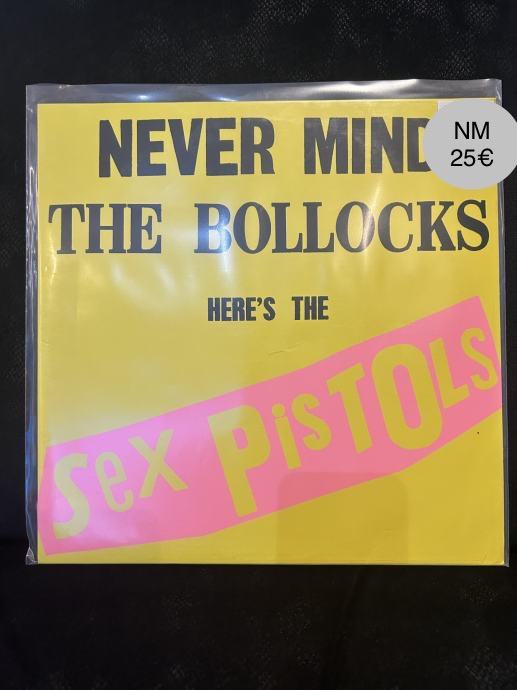 NEVER MIND
THE BOLLOCKS
HERE'S THE
Sex PiSTOLS
NM
25€